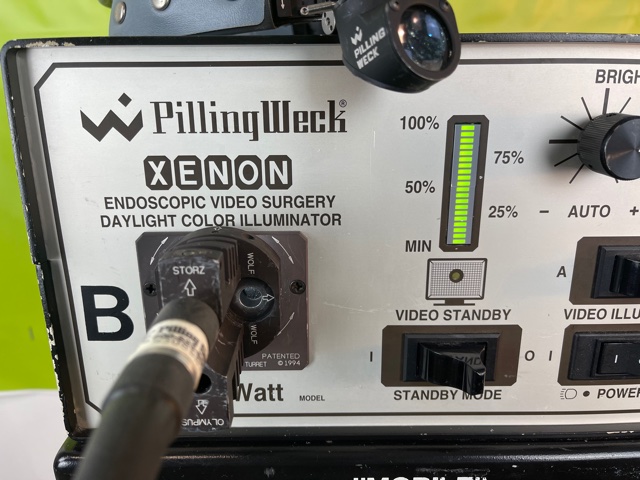 PILLING
WECK
PillingWeck®
XENON
ENDOSCOPIC VIDEO SURGERY
DAYLIGHT COLOR ILLUMINATOR
STORZ
WOLF
WOLF
PATENTED
TURRET ©1994
OLYMPUS
B
Watt
MODEL
100%
75%
50%
25%
MIN
VIDEO STANDBY
I
O
STANDBY MODE
BRIGH
- AUTO +
A
VIDEO ILLU
I
I
POWER